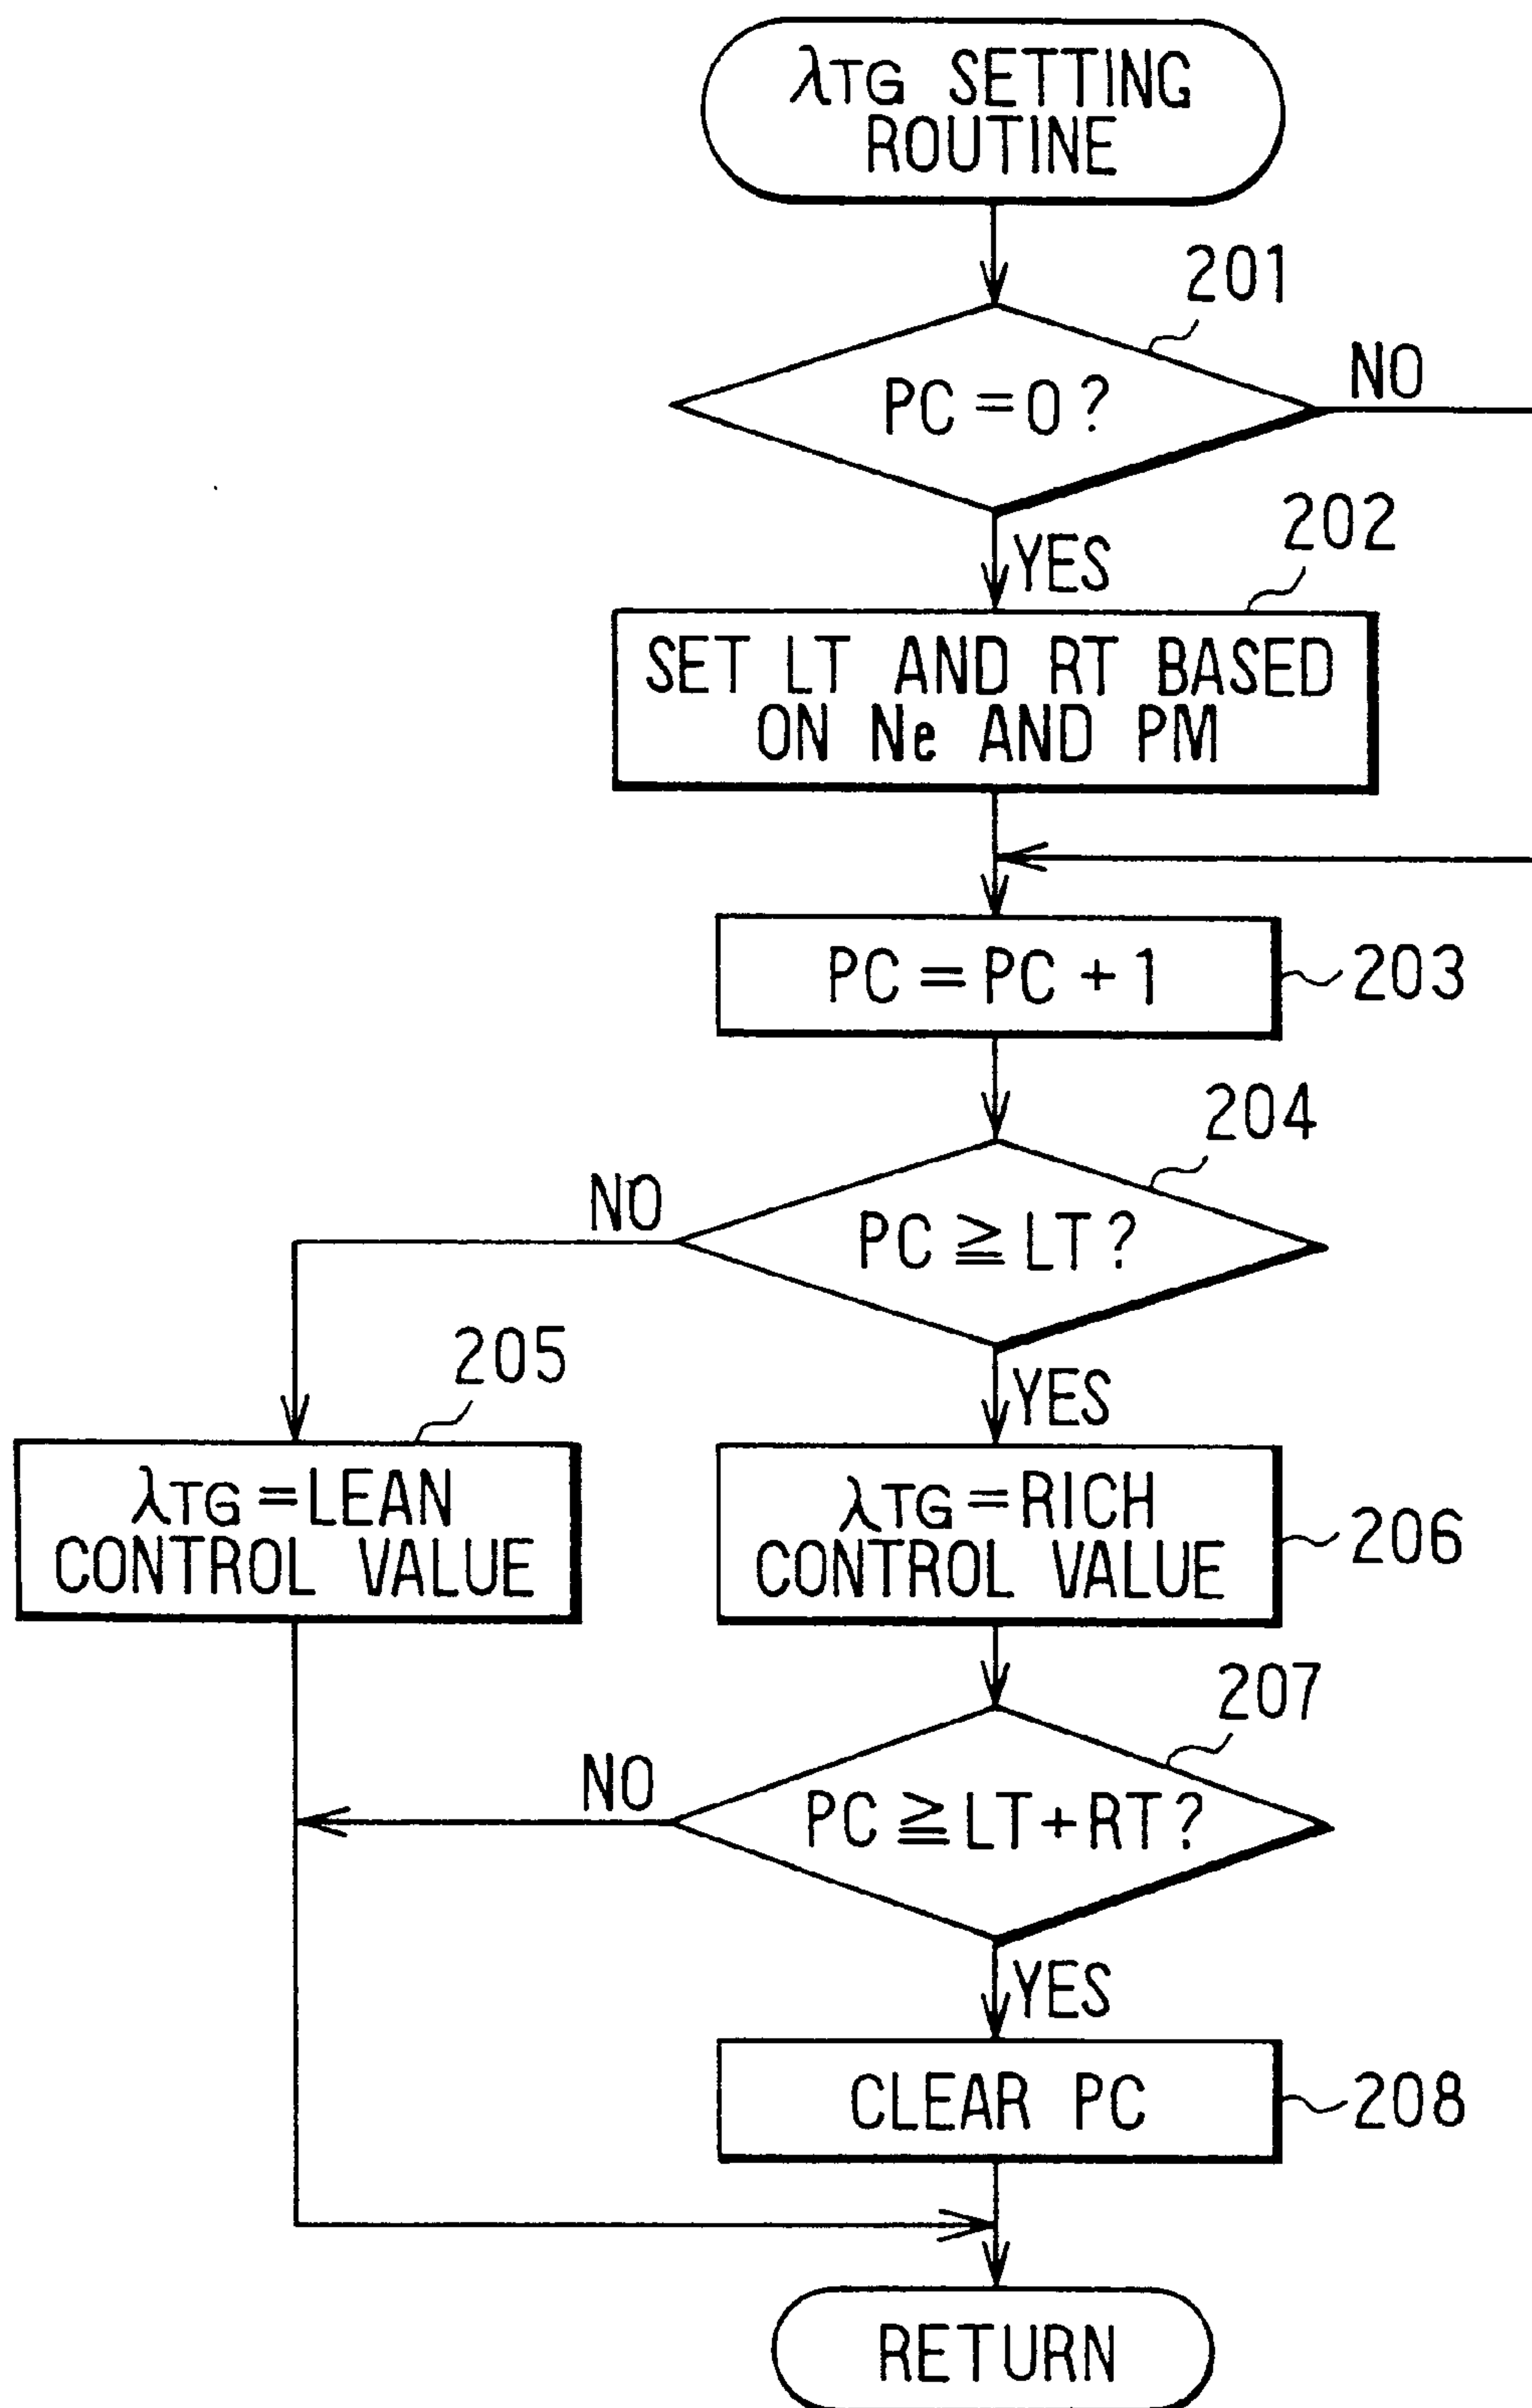 λTG SETTING
ROUTINE
201
PC=0?
NO
YES
202
SET LT AND RT BASED
ON Ne AND PM
PC=PC+1
203
204
NO
PC≧LT?
YES
205
λTG=LEAN
CONTROL VALUE
λTG=RICH
CONTROL VALUE
206
207
NO
PC≧LT+RT?
YES
CLEAR PC
208
RETURN